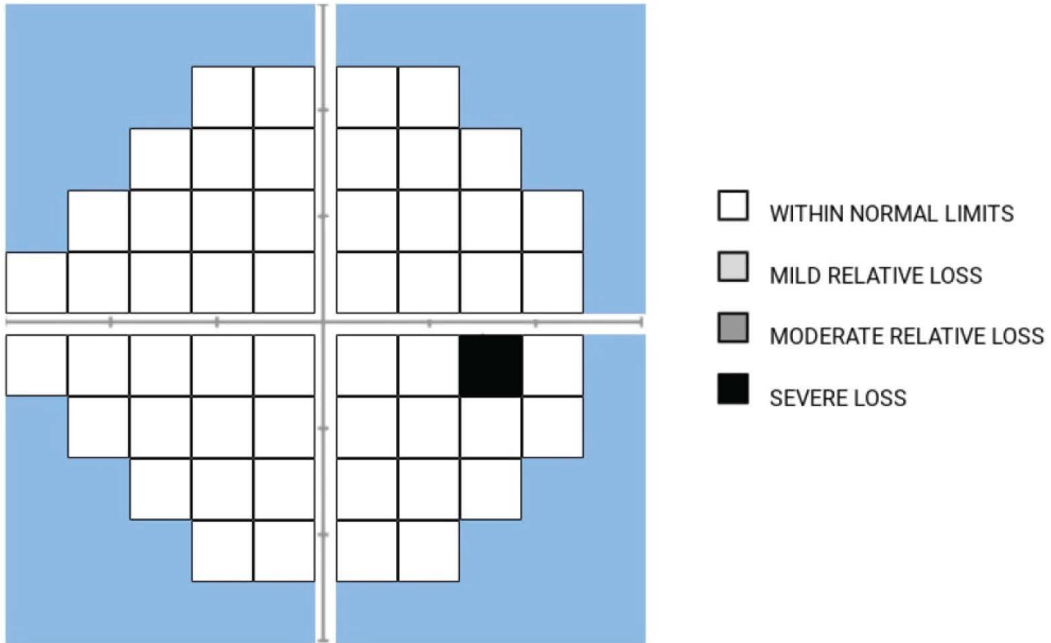 WITHIN NORMAL LIMITS
MILD RELATIVE LOSS
MODERATE RELATIVE LOSS
SEVERE LOSS